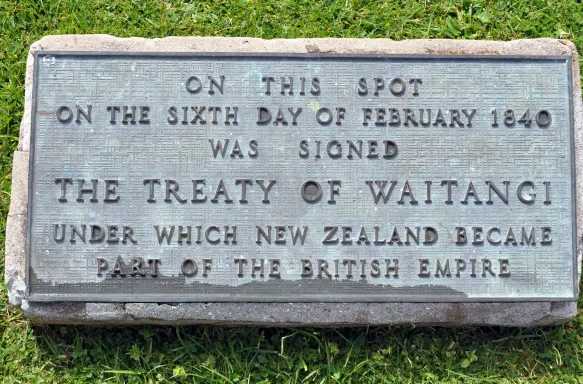 ON THIS SPOT
ON THE SIXTH DAY OF FEBRUARY 1840
WAS SIGNED
THE TREATY OF WAITANGI
UNDER WHICH NEW ZEALAND BECAME
PART OF THE BRITISH EMPIRE